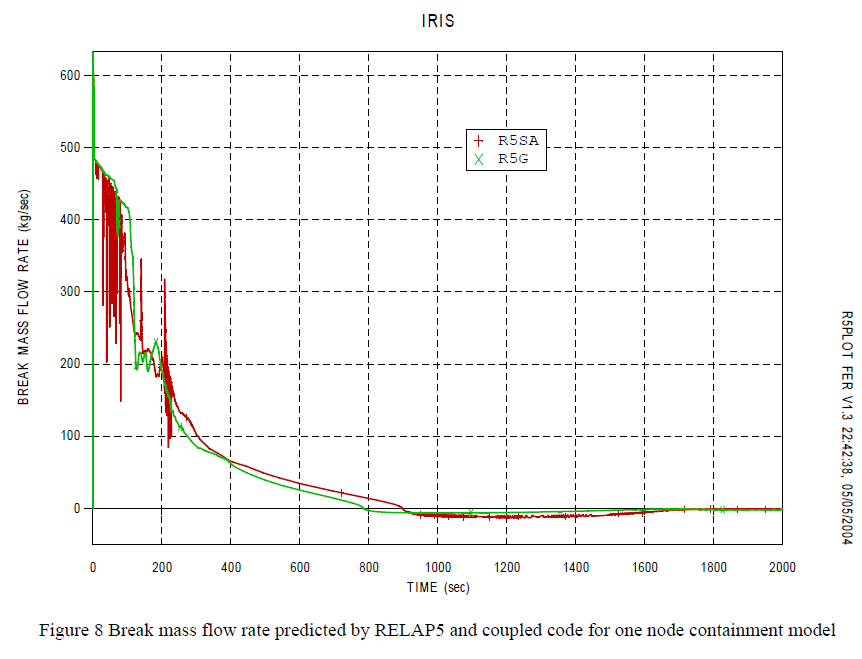 IRIS
600
500
400
300
200
100
0
BREAK MASS FLOW RATE (kg/sec)
R5SA
R5G
0 200 400 600 800 1000 1200 1400 1600 1800 2000
TIME (sec)
R5PLOT FER V1.3 22:42:38, 05/05/2004
Figure 8 Break mass flow rate predicted by RELAP5 and coupled code for one node containment model